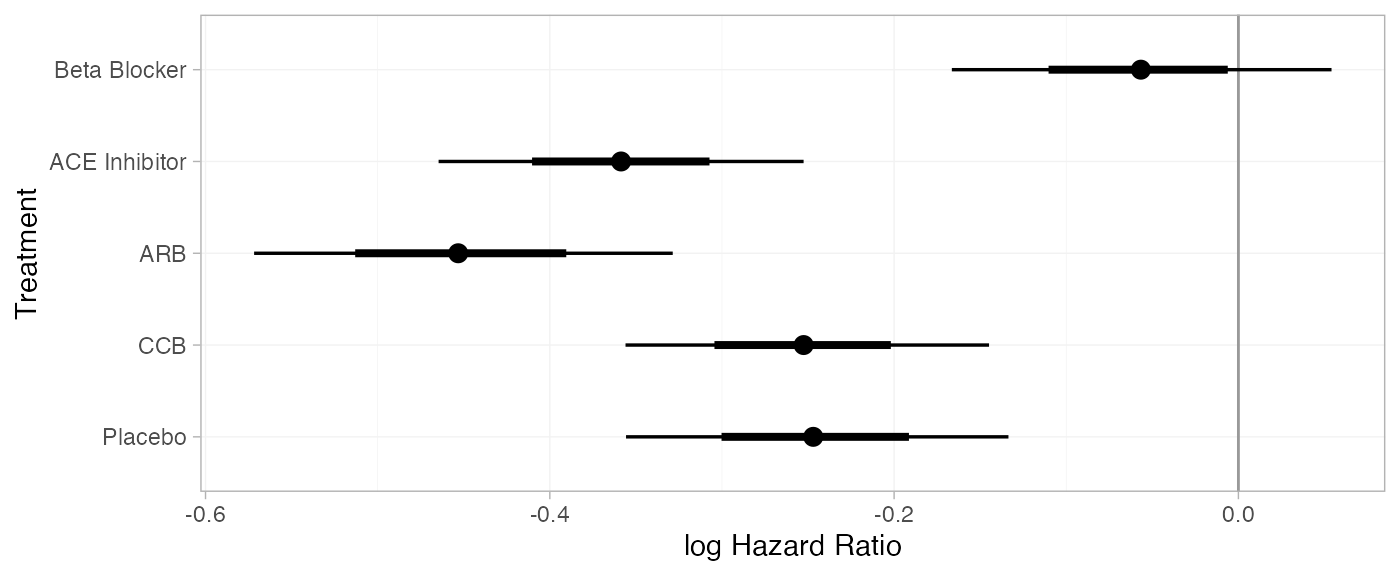 Beta Blocker
ACE Inhibitor
ARB
CCB
Placebo
Treatment
-0.6
-0.4
-0.2
0.0
log Hazard Ratio